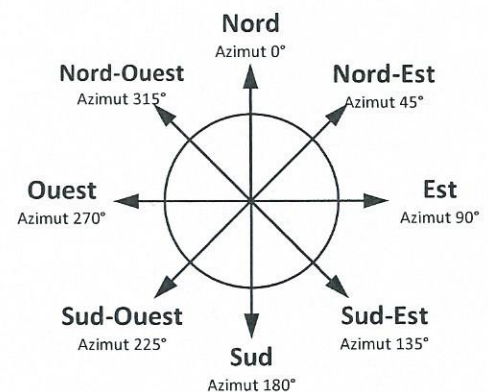 Nord
Azimut 0°
Nord-Ouest
Azimut 315°
Nord-Est
Azimut 45°
Ouest
Azimut 270°
Est
Azimut 90°
Sud-Ouest
Azimut 225°
Sud-Est
Azimut 135°
Sud
Azimut 180°